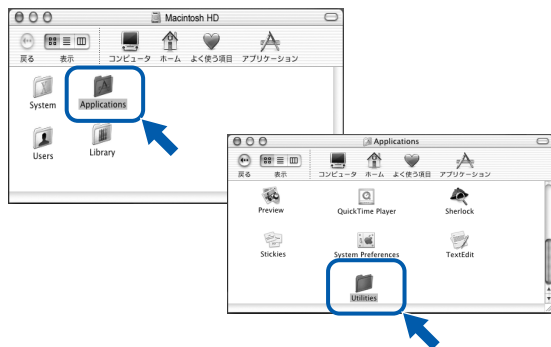 Macintosh HD
戻る 表示 コンピュータ ホーム よく使う項目 アプリケーション
System Applications
Users Library
Applications
戻る 表示 コンピュータ ホーム よく使う項目 アプリケーション
Preview QuickTime Player Sherlock
Stickies System Preferences TextEdit
Utilities